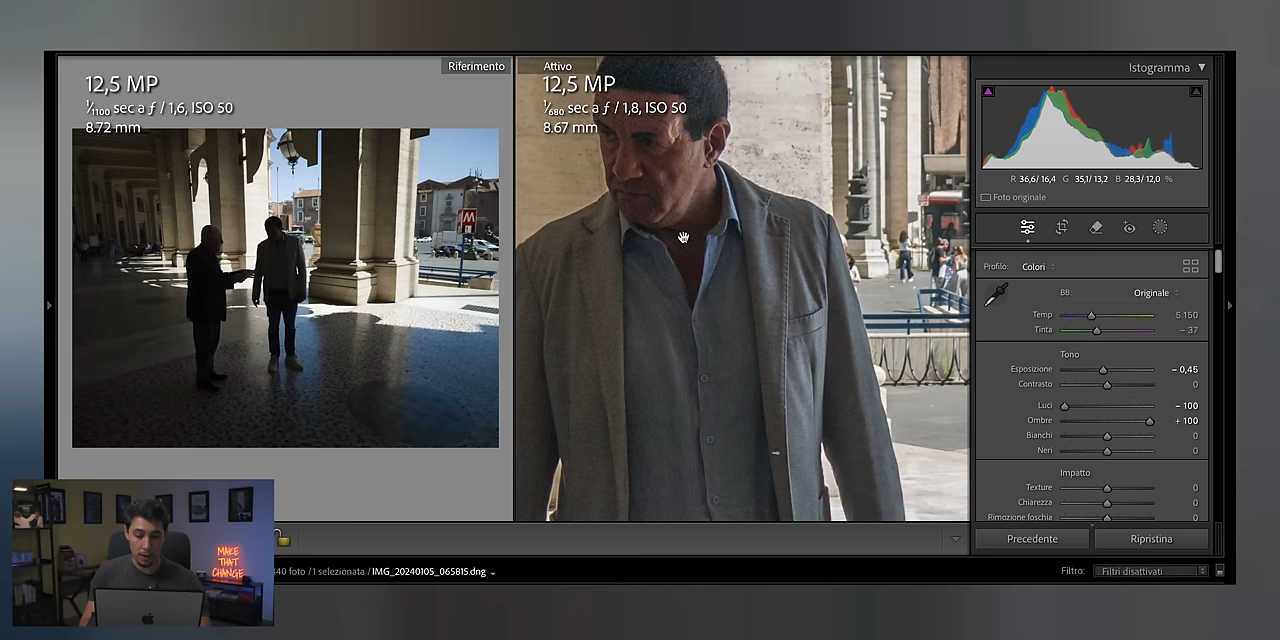 Riferimento
12,5 MP
1/1100 sec a ƒ / 1,6, ISO 50
8.72 mm
M
Attivo
12,5 MP
1/680 sec a ƒ / 1,8, ISO 50
8.67 mm
Istogramma
R 36,6/ 16,4 G 35,1/ 13,2 B 28,3/ 12,0 %
Foto originale
Profilo: Colori
BB: Originale
Temp 5.150
Tinta – 37
Tono
Esposizione – 0,45
Contrasto 0
Luci – 100
Ombre + 100
Bianchi 0
Neri 0
Impatto
Texture 0
Chiarezza 0
Rimozione foschia 0
Precedente Ripristina
40 foto / 1 selezionata / IMG_20240105_065815.dng
Filtro: Filtri disattivati
MAKE
THAT
CHANGE